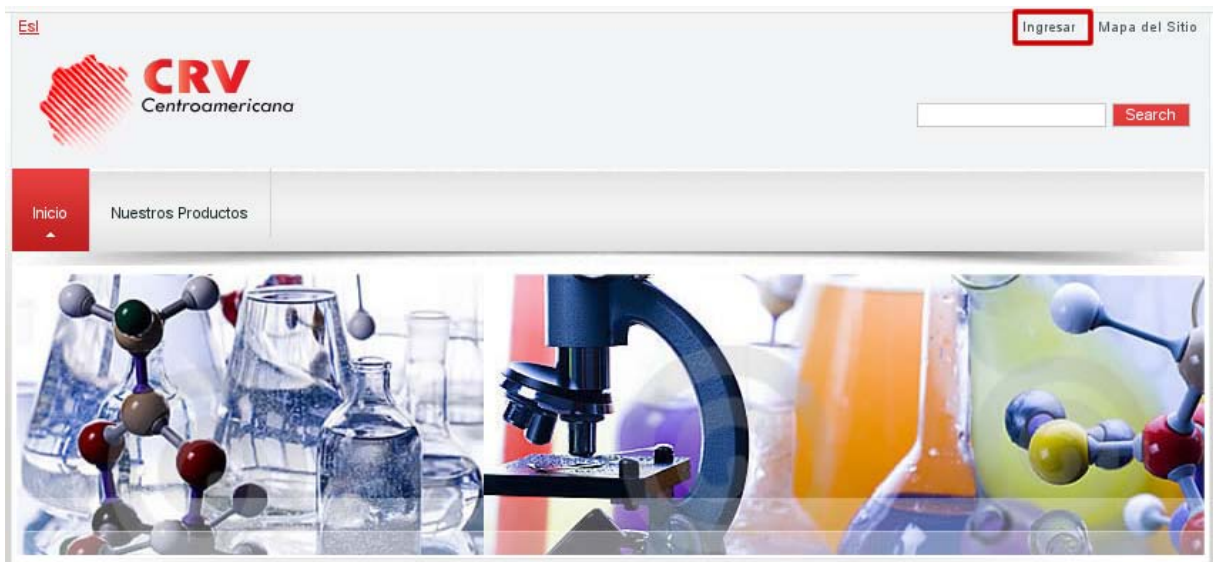 Esl
Ingresar Mapa del Sitio
CRV
Centroamericana
Search
Inicio Nuestros Productos